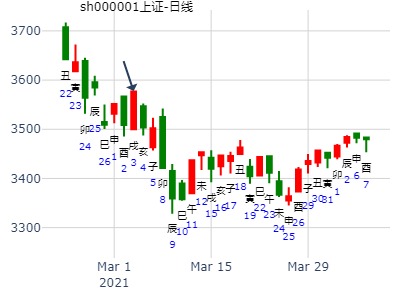 sh000001上证-日线
3700
3600
3500
3400
3300
丑
22
寅
23
卯
24
辰
25
巳
26
申
1
酉
2
戌
3
亥
4
子
5
卯
8
辰
9
巳
10
午
11
未
12
戌
15
亥
16
子
17
丑
18
寅
19
巳
22
午
23
未
24
申
25
酉
26
子
29
丑
30
寅
31
卯
1
辰
2
申
6
酉
7
Mar 1
Mar 15
Mar 29
2021